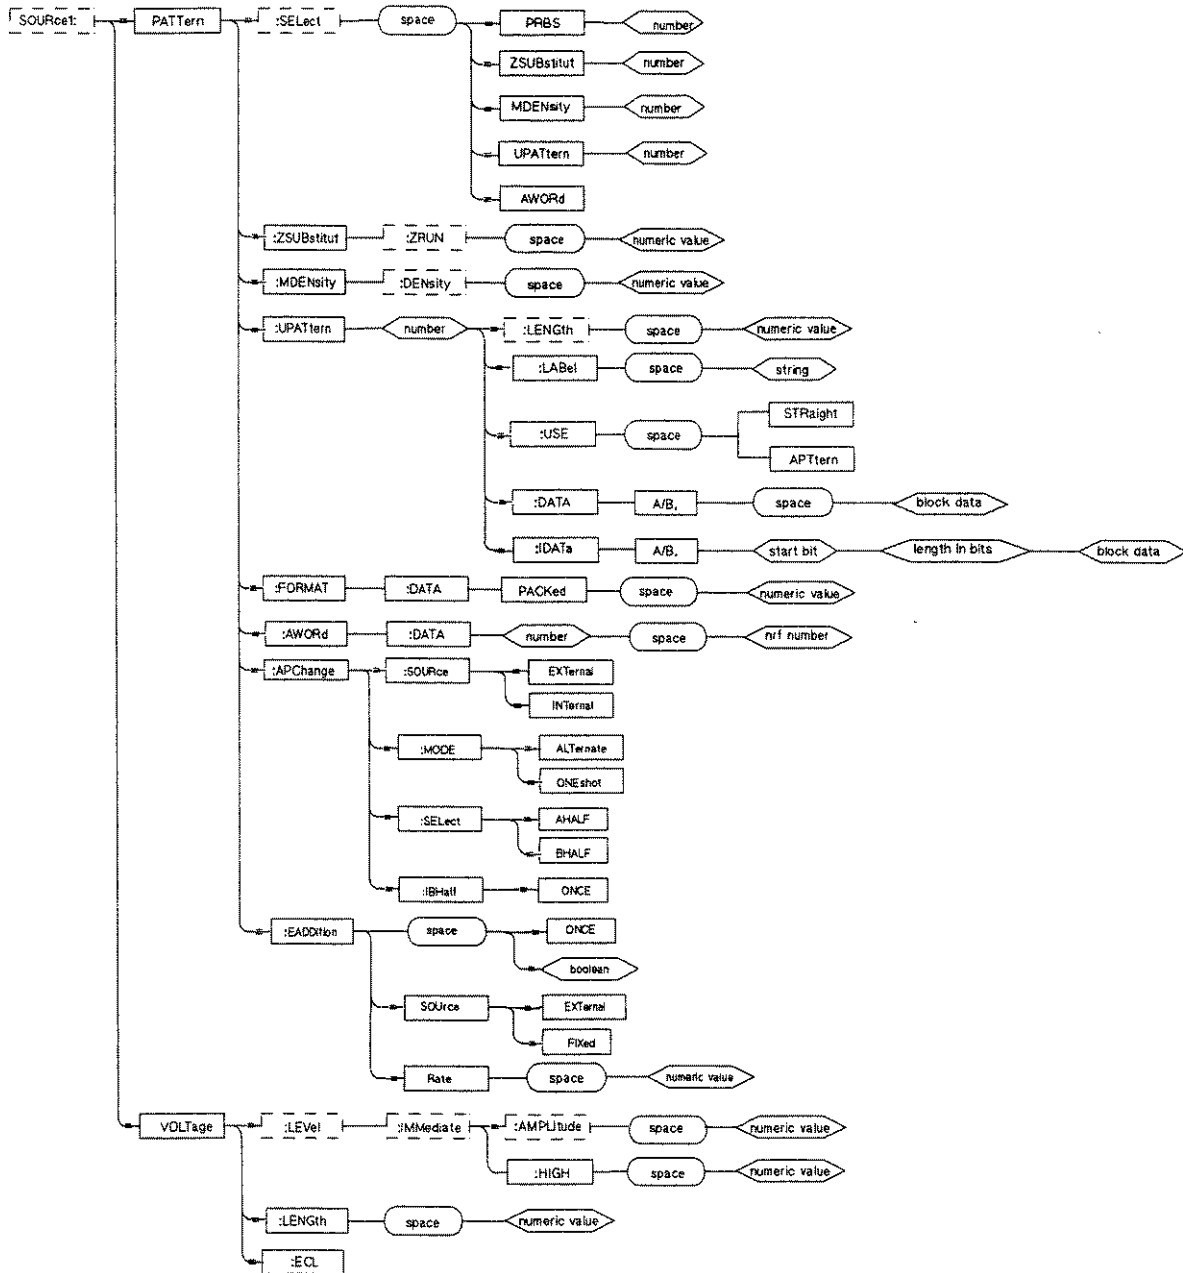 SOURce1: PATTern :SELect space PRBS number
ZSUBstitut number
MDENsity number
UPATtern number
AWORd
:ZSUBstitut :ZRUN space numeric value
:MDENsity :DENsity space numeric value
:UPATtern number :LENGth space numeric value
:LABel space string
:USE space STRaight
APTtern
:DATA A/B, space block data
:IDATa A/B, start bit length in bits block data
:FORMAT :DATA PACKed space numeric value
:AWORd :DATA number space nrf number
:APChange :SOURce EXTernal
INTernal
:MODE ALTernate
ONEshot
:SELect AHALF
BHALF
:IBHalf ONCE
:EADDition space ONCE
boolean
SOUrce EXTernal
FIXed
Rate space numeric value
VOLTage :LEVel :IMMediate :AMPLitude space numeric value
:HIGH space numeric value
:LENGth space numeric value
:ECL